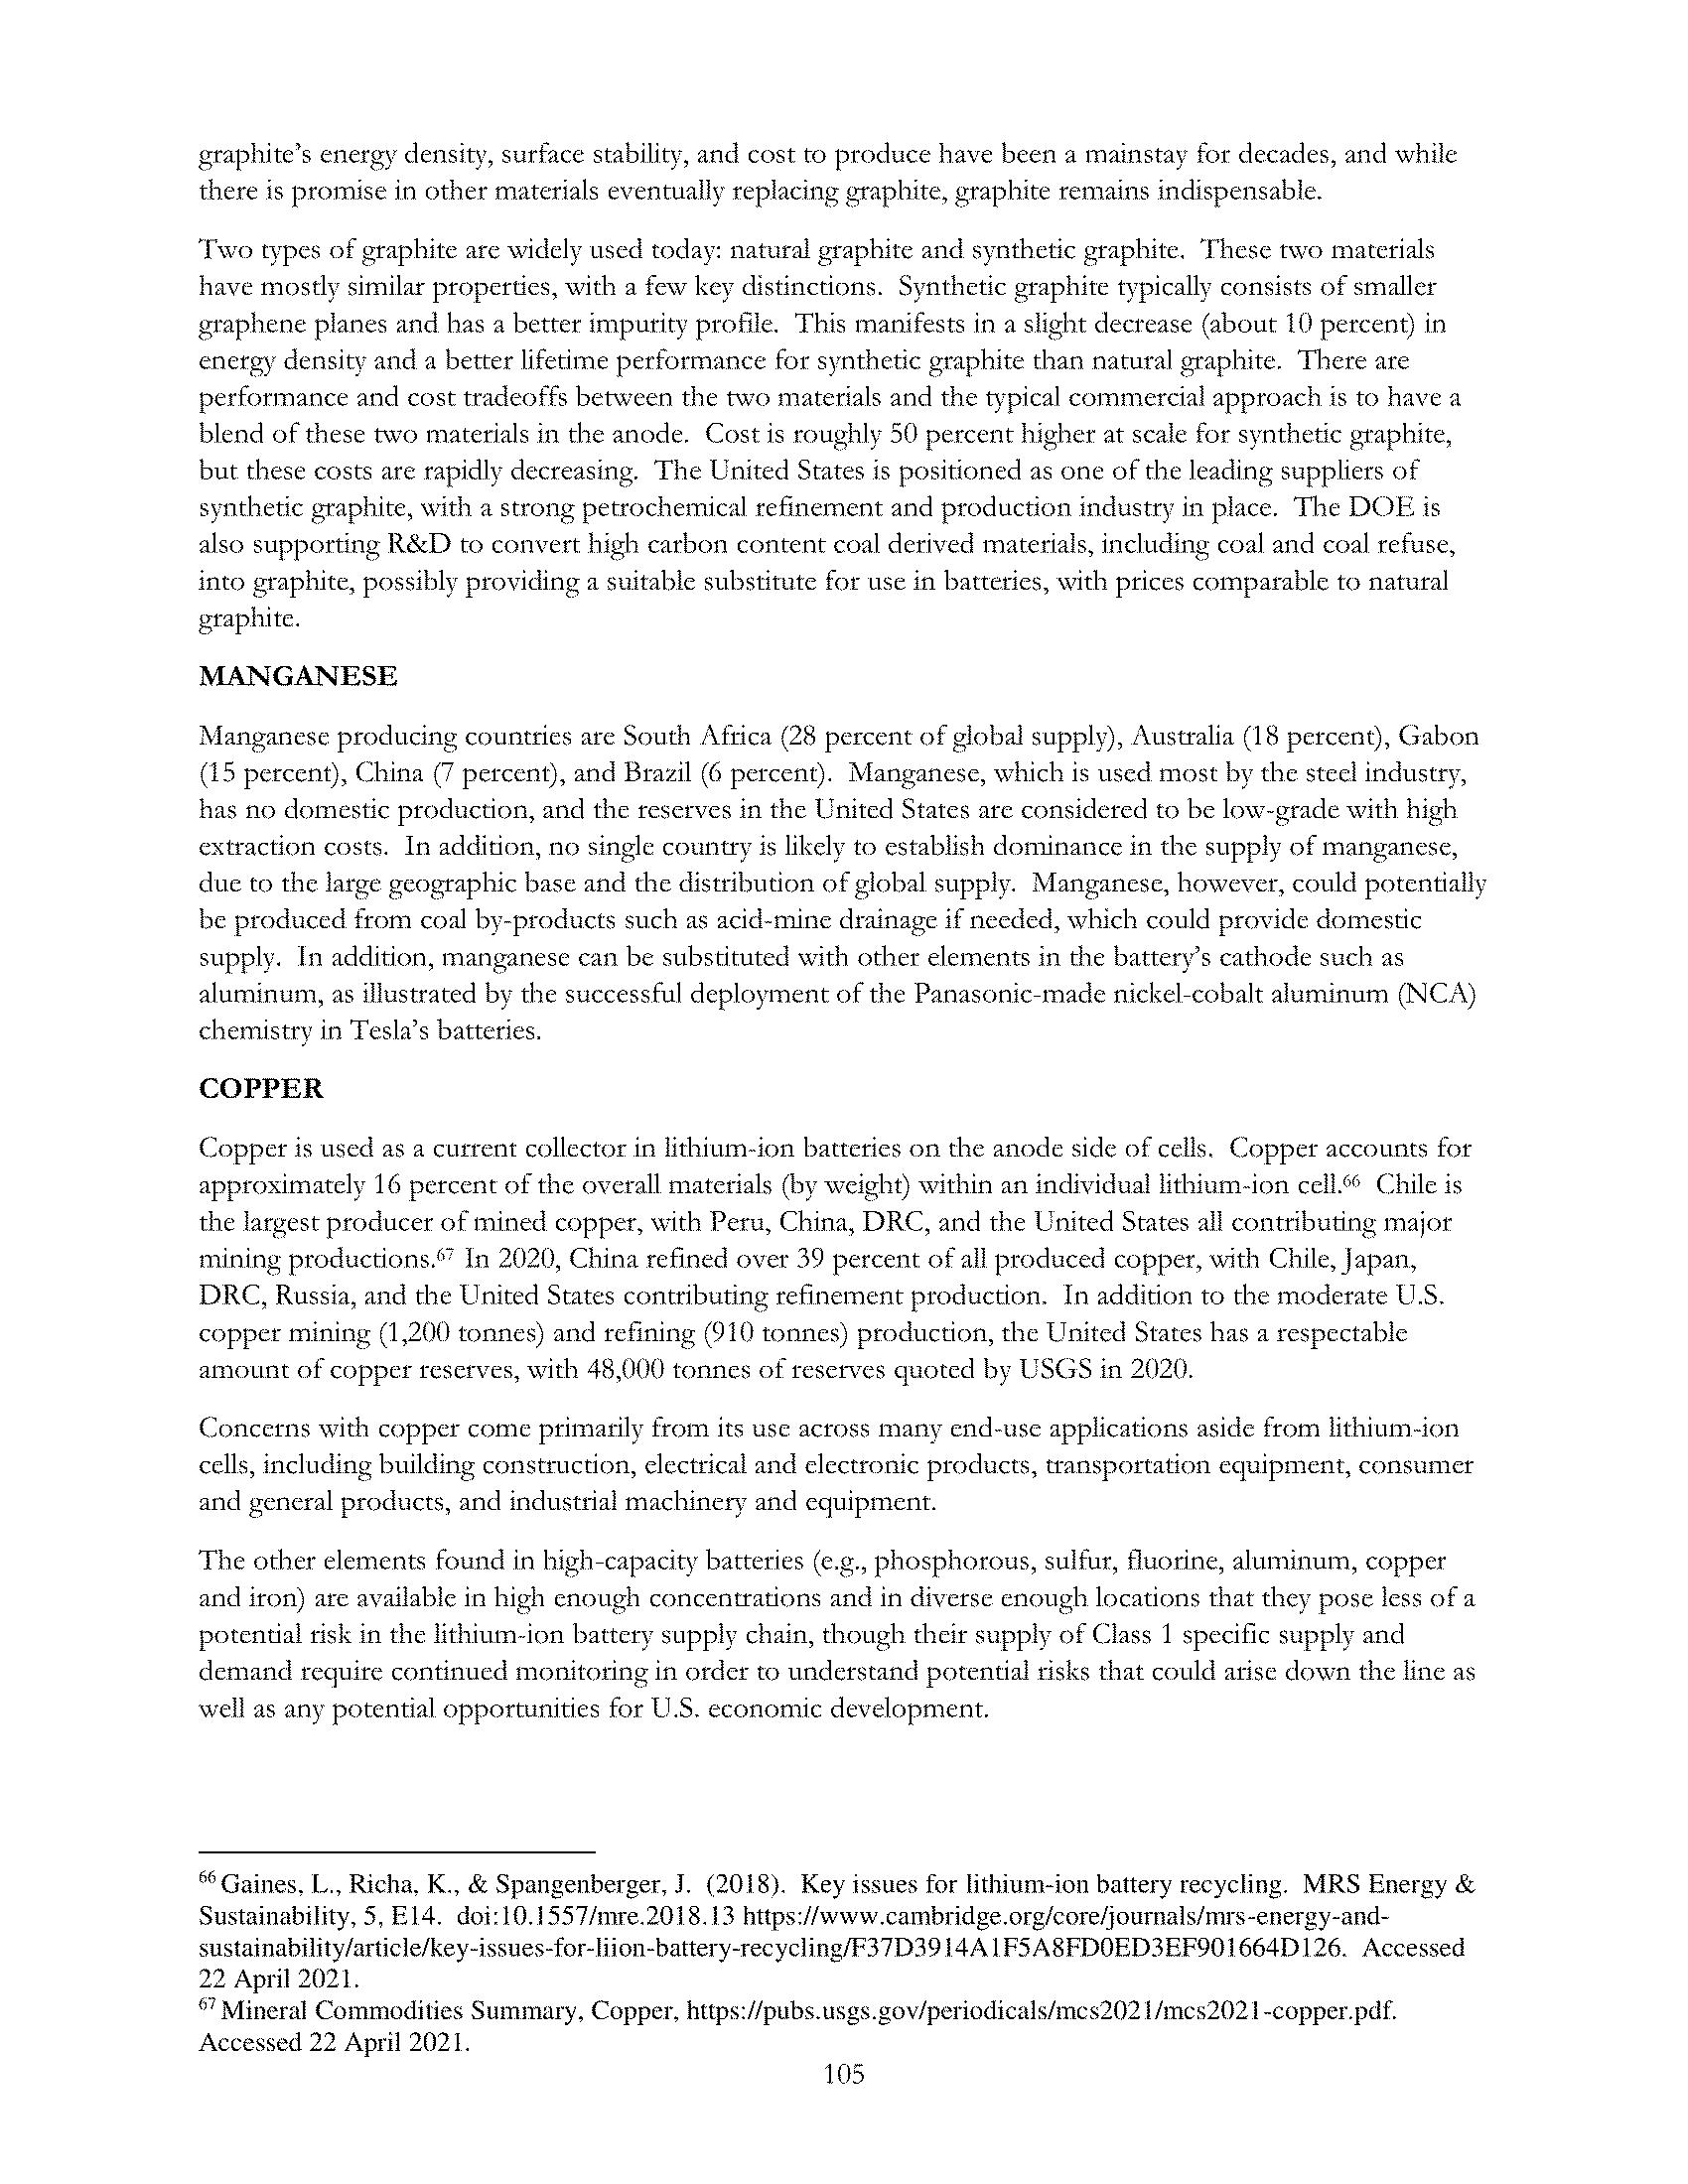 graphite’s energy density, surface stability, and cost to produce have been a mainstay for decades, and while
there is promise in other materials eventually replacing graphite, graphite remains indispensable.
Two types of graphite are widely used today: natural graphite and synthetic graphite. These two materials
have mostly similar properties, with a few key distinctions. Synthetic graphite typically consists of smaller
graphene planes and has a better impurity profile. This manifests in a slight decrease (about 10 percent) in
energy density and a better lifetime performance for synthetic graphite than natural graphite. There are
performance and cost tradeoffs between the two materials and the typical commercial approach is to have a
blend of these two materials in the anode. Cost is roughly 50 percent higher at scale for synthetic graphite,
but these costs are rapidly decreasing. The United States is positioned as one of the leading suppliers of
synthetic graphite, with a strong petrochemical refinement and production industry in place. The DOE is
also supporting R&D to convert high carbon content coal derived materials, including coal and coal refuse,
into graphite, possibly providing a suitable substitute for use in batteries, with prices comparable to natural
graphite.
MANGANESE
Manganese producing countries are South Africa (28 percent of global supply), Australia (18 percent), Gabon
(15 percent), China (7 percent), and Brazil (6 percent). Manganese, which is used most by the steel industry,
has no domestic production, and the reserves in the United States are considered to be low-grade with high
extraction costs. In addition, no single country is likely to establish dominance in the supply of manganese,
due to the large geographic base and the distribution of global supply. Manganese, however, could potentially
be produced from coal by-products such as acid-mine drainage if needed, which could provide domestic
supply. In addition, manganese can be substituted with other elements in the battery’s cathode such as
aluminum, as illustrated by the successful deployment of the Panasonic-made nickel-cobalt aluminum (NCA)
chemistry in Tesla’s batteries.
COPPER
Copper is used as a current collector in lithium-ion batteries on the anode side of cells. Copper accounts for
approximately 16 percent of the overall materials (by weight) within an individual lithium-ion cell.66 Chile is
the largest producer of mined copper, with Peru, China, DRC, and the United States all contributing major
mining productions.67 In 2020, China refined over 39 percent of all produced copper, with Chile, Japan,
DRC, Russia, and the United States contributing refinement production. In addition to the moderate U.S.
copper mining (1,200 tonnes) and refining (910 tonnes) production, the United States has a respectable
amount of copper reserves, with 48,000 tonnes of reserves quoted by USGS in 2020.
Concerns with copper come primarily from its use across many end-use applications aside from lithium-ion
cells, including building construction, electrical and electronic products, transportation equipment, consumer
and general products, and industrial machinery and equipment.
The other elements found in high-capacity batteries (e.g., phosphorous, sulfur, fluorine, aluminum, copper
and iron) are available in high enough concentrations and in diverse enough locations that they pose less of a
potential risk in the lithium-ion battery supply chain, though their supply of Class 1 specific supply and
demand require continued monitoring in order to understand potential risks that could arise down the line as
well as any potential opportunities for U.S. economic development.
66 Gaines, L., Richa, K., & Spangenberger, J. (2018). Key issues for lithium-ion battery recycling. MRS Energy &
Sustainability, 5, E14. doi:10.1557/mre.2018.13 https://www.cambridge.org/core/journals/mrs-energy-and-
sustainability/article/key-issues-for-liion-battery-recycling/F37D3914A1F5A8FD0ED3EF901664D126. Accessed
22 April 2021.
67 Mineral Commodities Summary, Copper, https://pubs.usgs.gov/periodicals/mcs2021/mcs2021-copper.pdf.
Accessed 22 April 2021.
105